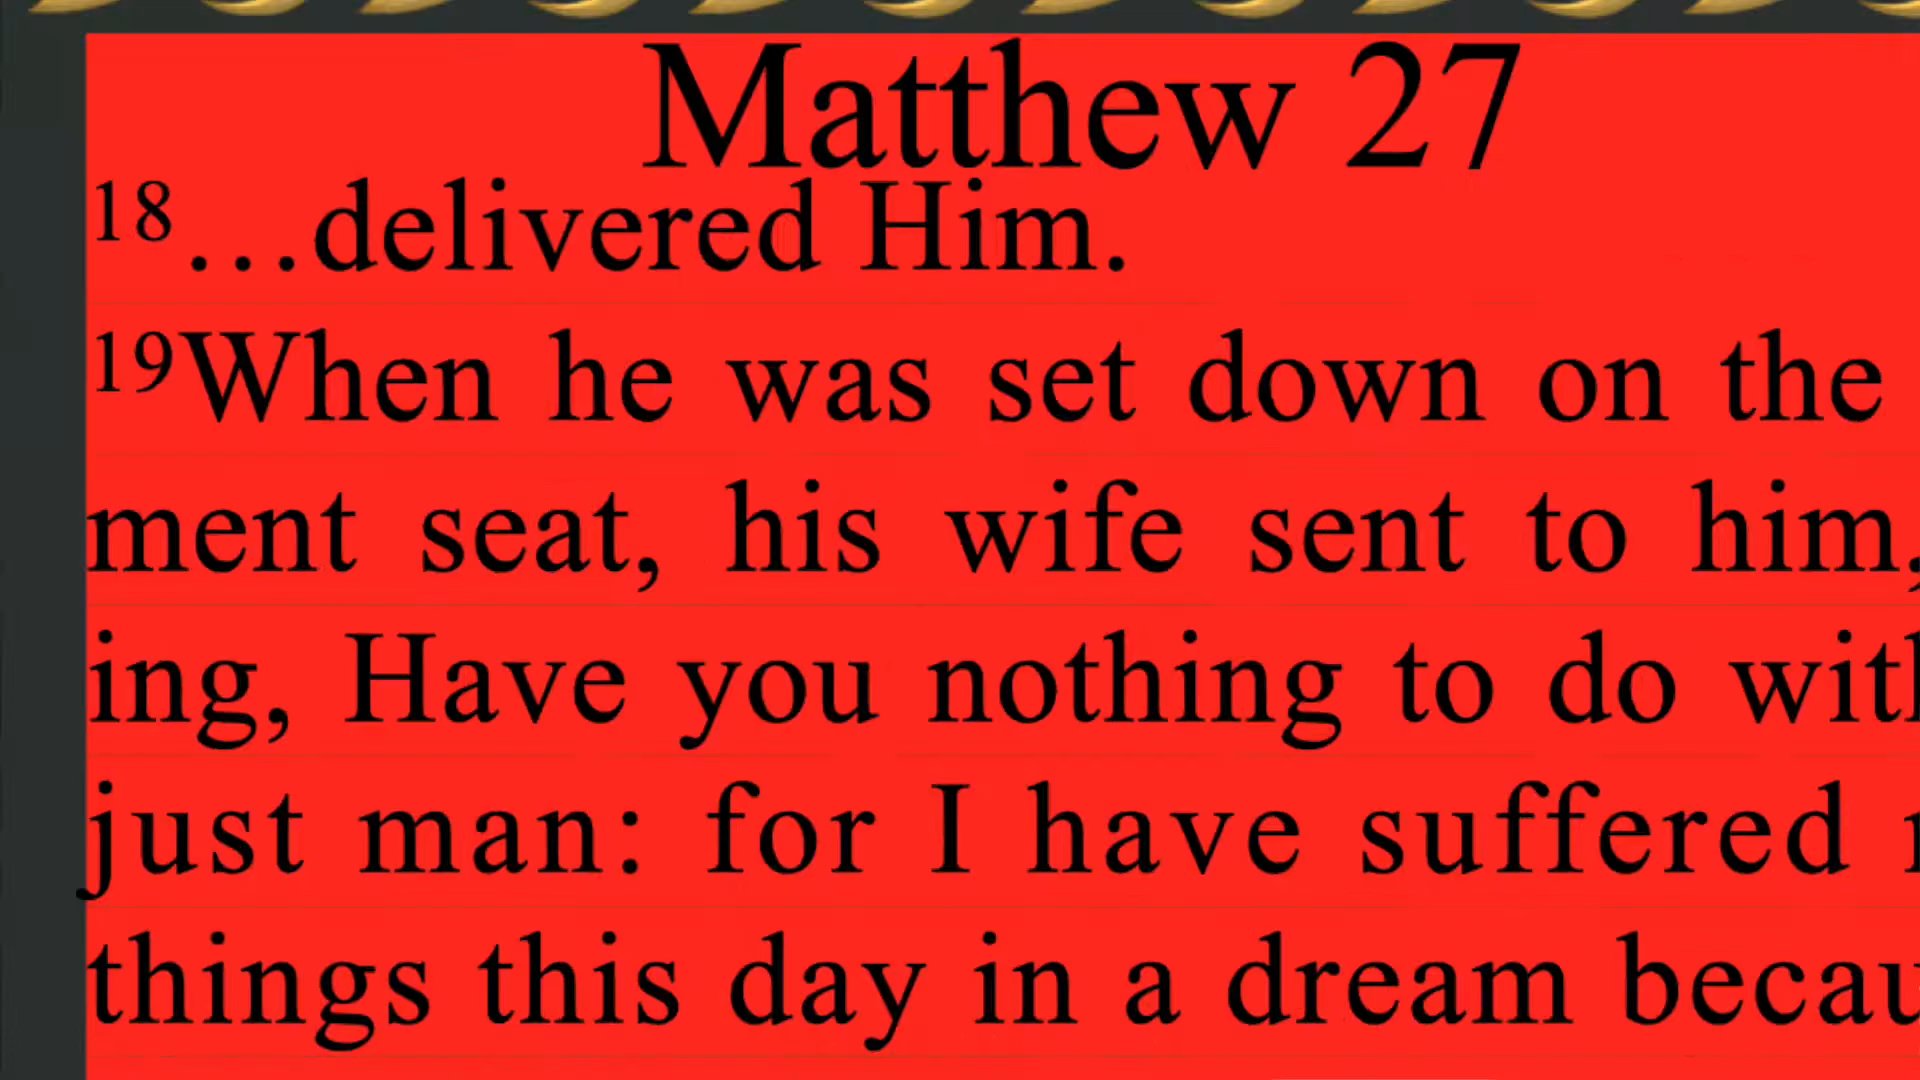 Matthew 27
18...delivered Him.
19When he was set down on the
ment seat, his wife sent to him,
ing, Have you nothing to do with
just man: for I have suffered
things this day in a dream becau